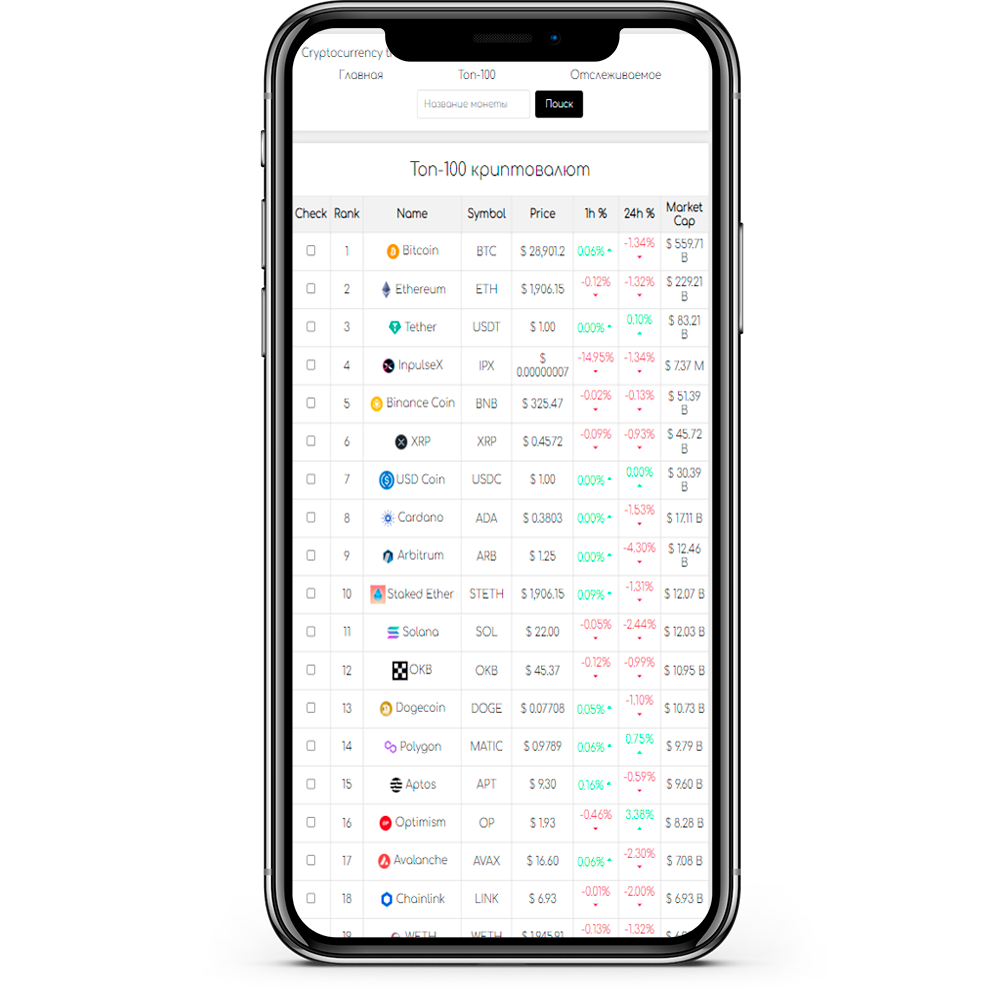 Cryptocurrency
Главная Топ-100 Отслеживаемое
Название монеты Поиск
Топ-100 криптовалют
Check Rank Name Symbol Price 1h % 24h % Market Cap
1 Bitcoin BTC $ 28,901.2 0.06% -1.34% $ 559.71 B
2 Ethereum ETH $ 1,906.15 -0.12% -1.32% $ 229.21 B
3 Tether USDT $ 1.00 0.00% 0.10% $ 83.21 B
4 InpulseX IPX $ 0.00000007 -14.95% -1.34% $ 7.37 M
5 Binance Coin BNB $ 325.47 -0.02% -0.13% $ 51.39 B
6 XRP XRP $ 0.4572 -0.09% -0.93% $ 45.72 B
7 USD Coin USDC $ 1.00 0.00% 0.00% $ 30.39 B
8 Cardano ADA $ 0.3803 0.00% -1.53% $ 17.11 B
9 Arbitrum ARB $ 1.25 0.00% -4.30% $ 12.46 B
10 Staked Ether STETH $ 1,906.15 0.09% -1.31% $ 12.07 B
11 Solana SOL $ 22.00 -0.05% -2.44% $ 12.03 B
12 OKB OKB $ 45.37 -0.12% -0.99% $ 10.95 B
13 Dogecoin DOGE $ 0.07708 0.05% -1.10% $ 10.73 B
14 Polygon MATIC $ 0.9789 0.06% 0.75% $ 9.79 B
15 Aptos APT $ 9.30 0.16% -0.59% $ 9.60 B
16 Optimism OP $ 1.93 -0.46% 3.38% $ 8.28 B
17 Avalanche AVAX $ 16.60 0.06% -2.30% $ 7.08 B
18 Chainlink LINK $ 6.93 -0.01% -2.00% $ 6.93 B
19 WETH WETH $ 1,945.91 -0.13% -1.32%